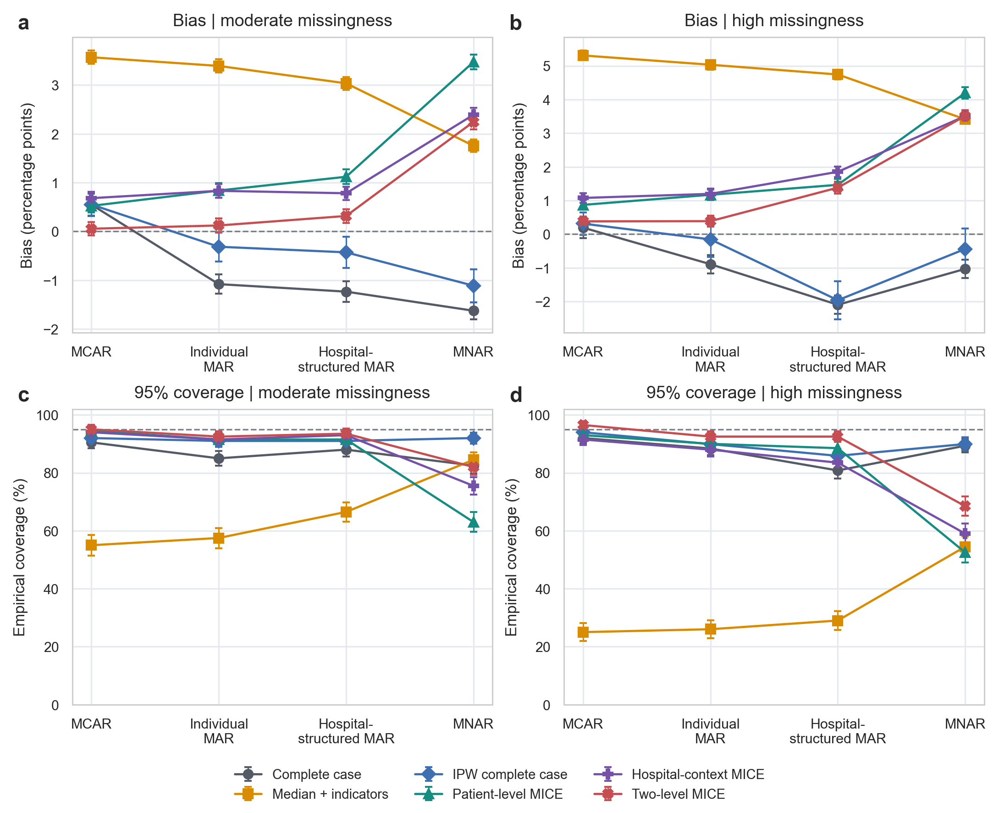 a
Bias | moderate missingness
Bias (percentage points)
3
2
1
0
−1
−2
MCAR
Individual
MAR
Hospital-
structured MAR
MNAR
b
Bias | high missingness
Bias (percentage points)
5
4
3
2
1
0
−1
−2
MCAR
Individual
MAR
Hospital-
structured MAR
MNAR
c
95% coverage | moderate missingness
Empirical coverage (%)
100
80
60
40
20
0
MCAR
Individual
MAR
Hospital-
structured MAR
MNAR
d
95% coverage | high missingness
Empirical coverage (%)
100
80
60
40
20
0
MCAR
Individual
MAR
Hospital-
structured MAR
MNAR
Complete case
Median + indicators
IPW complete case
Patient-level MICE
Hospital-context MICE
Two-level MICE